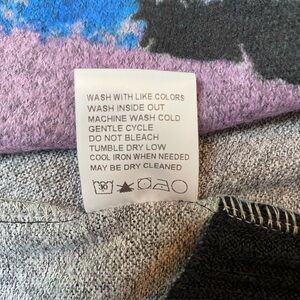 WASH WITH LIKE COLORS
WASH INSIDE OUT
MACHINE WASH COLD
GENTLE CYCLE
DO NOT BLEACH
TUMBLE DRY LOW
COOL IRON WHEN NEEDED
MAY BE DRY CLEANED
30